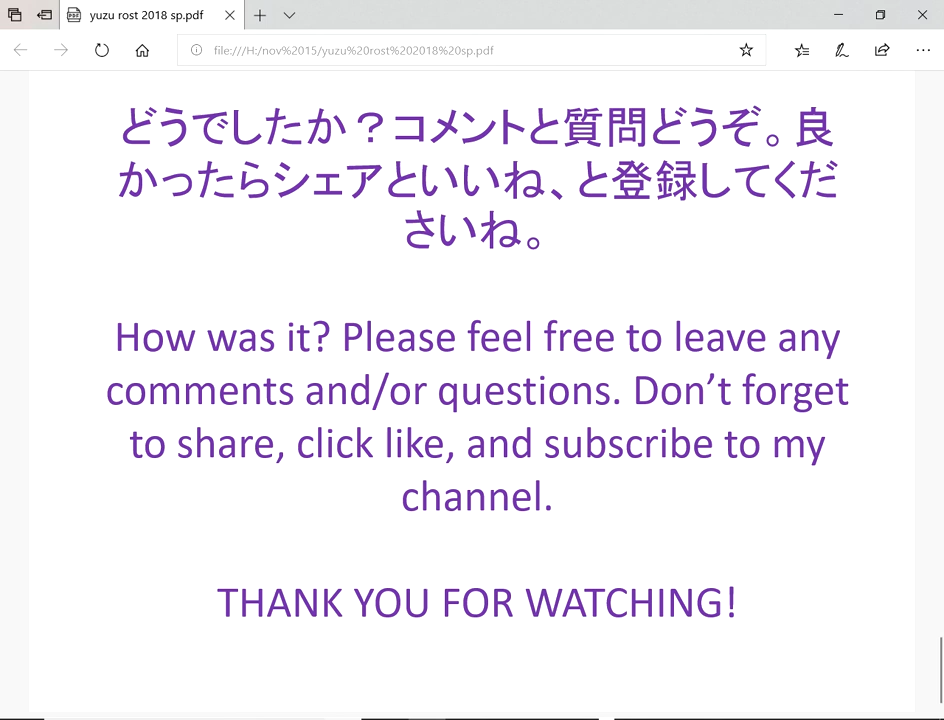 yuzu rost 2018 sp.pdf
file:///H:/nov%2015/yuzu%20rost%202018%20sp.pdf
どうでしたか？コメントと質問どうぞ。良
かったらシェアといいね、と登録してくだ
さいね。
How was it? Please feel free to leave any
comments and/or questions. Don’t forget
to share, click like, and subscribe to my
channel.
THANK YOU FOR WATCHING!